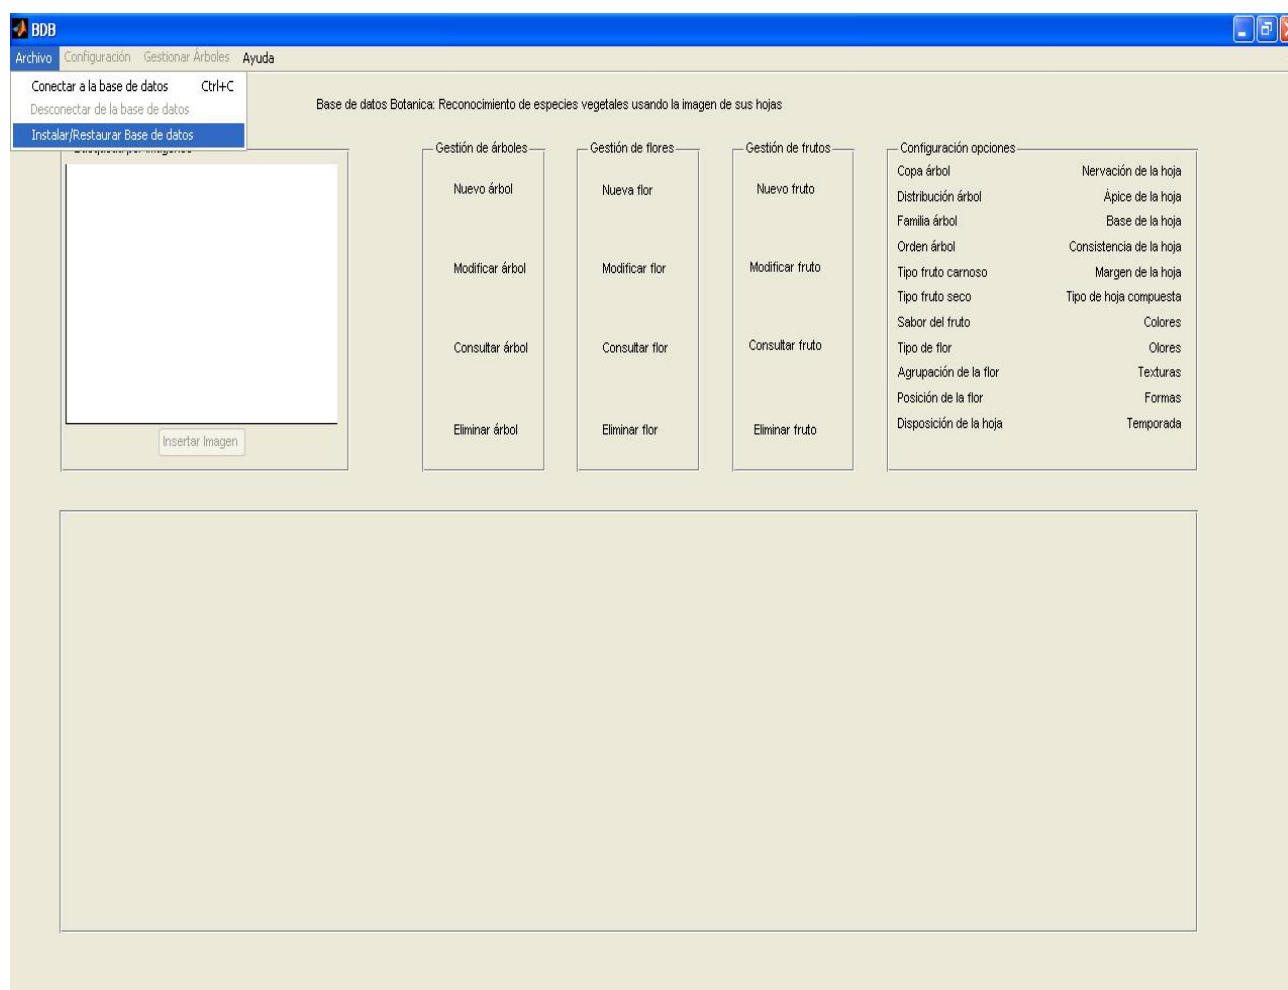 BDB
Archivo Configuración Gestionar Árboles Ayuda
Conectar a la base de datos Ctrl+C
Desconectar de la base de datos
Instalar/Restaurar Base de datos
Base de datos Botanica: Reconocimiento de especies vegetales usando la imagen de sus hojas
Gestión de árboles
Nuevo árbol
Modificar árbol
Consultar árbol
Eliminar árbol
Gestión de flores
Nueva flor
Modificar flor
Consultar flor
Eliminar flor
Gestión de frutos
Nuevo fruto
Modificar fruto
Consultar fruto
Eliminar fruto
Configuración opciones
Copa árbol Nervación de la hoja
Distribución árbol Ápice de la hoja
Familia árbol Base de la hoja
Orden árbol Consistencia de la hoja
Tipo fruto carnoso Margen de la hoja
Tipo fruto seco Tipo de hoja compuesta
Sabor del fruto Colores
Tipo de flor Olores
Agrupación de la flor Texturas
Posición de la flor Formas
Disposición de la hoja Temporada
Insertar Imagen